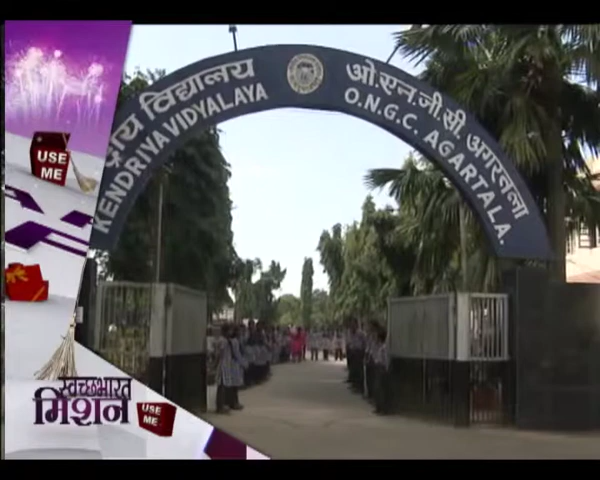 केन्द्रीय विद्यालय
KENDRIYA VIDYALAYA
ओ.एन.जी.सी. अगरतला
O.N.G.C. AGARTALA.
USE
ME
स्वच्छ भारत
मिशन
USE
ME